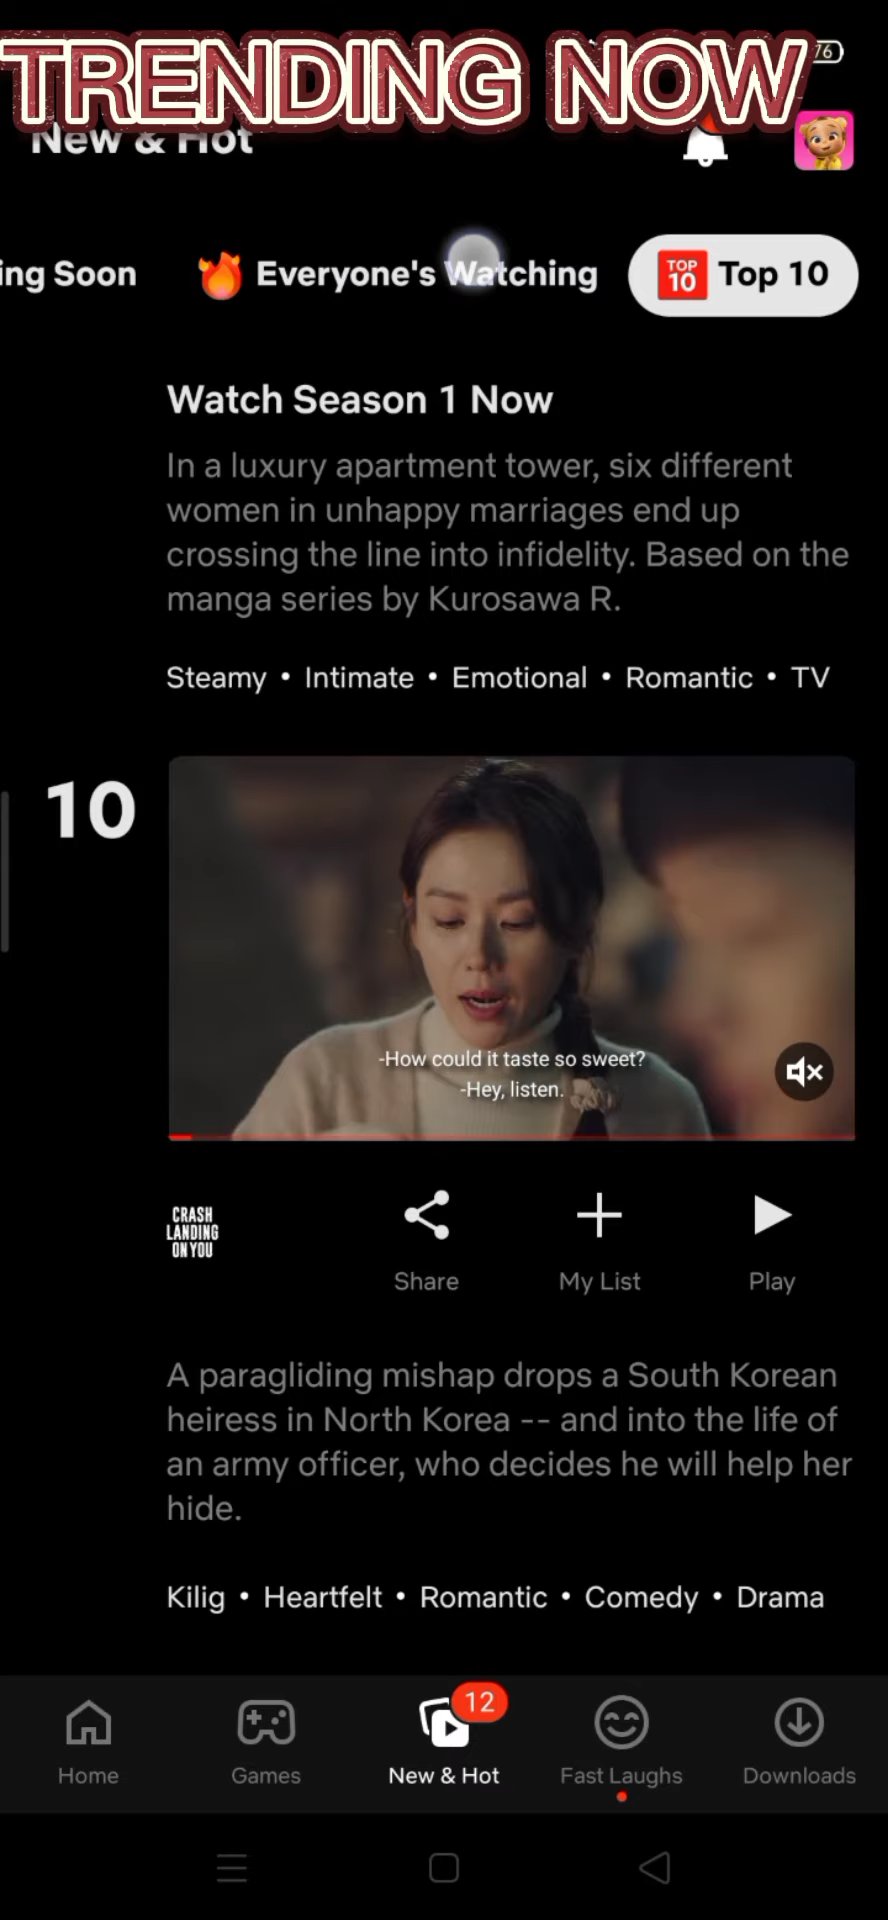 TRENDING NOW
76
New & Hot
ing Soon
Everyone's Watching
TOP 10
Top 10
Watch Season 1 Now
In a luxury apartment tower, six different
women in unhappy marriages end up
crossing the line into infidelity. Based on the
manga series by Kurosawa R.
Steamy • Intimate • Emotional • Romantic • TV
10
-How could it taste so sweet?
-Hey, listen.
CRASH
LANDING
ON YOU
Share
My List
Play
A paragliding mishap drops a South Korean
heiress in North Korea -- and into the life of
an army officer, who decides he will help her
hide.
Kilig • Heartfelt • Romantic • Comedy • Drama
12
Home
Games
New & Hot
Fast Laughs
Downloads